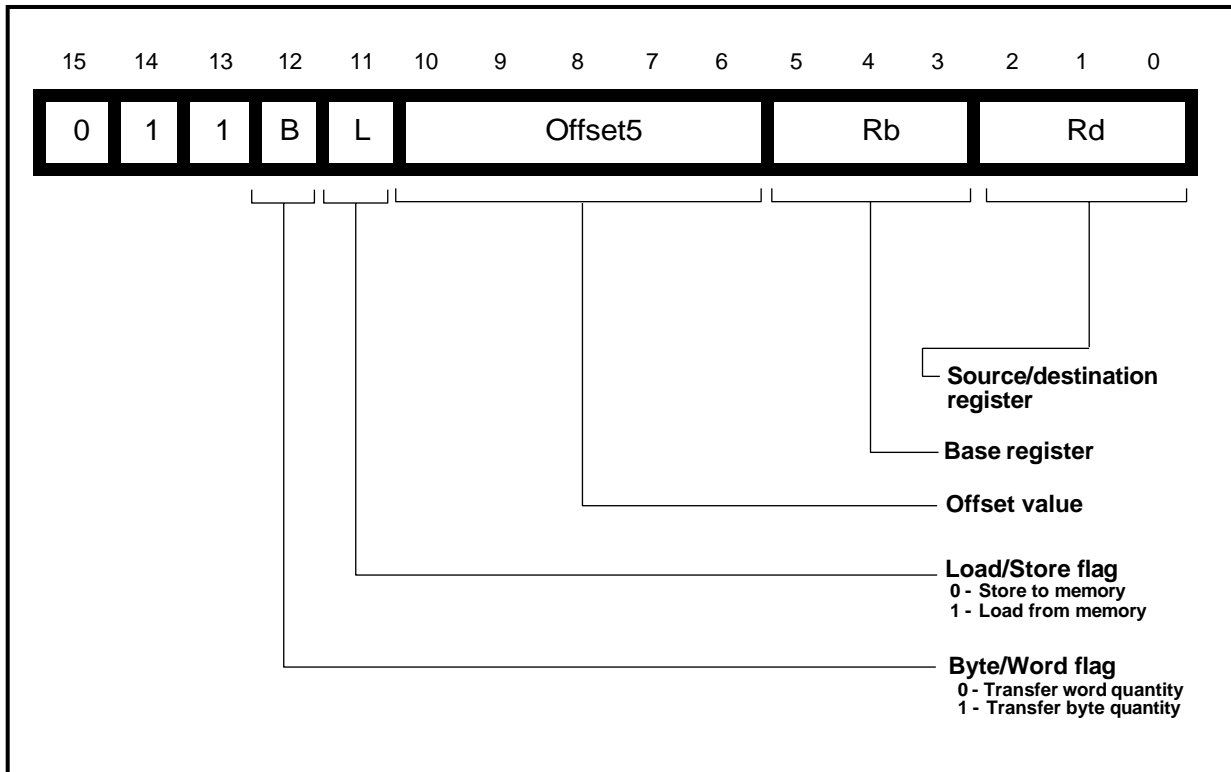 15 14 13 12 11 10 9 8 7 6 5 4 3 2 1 0
0 1 1 B L Offset5 Rb Rd
Source/destination
register
Base register
Offset value
Load/Store flag
0 - Store to memory
1 - Load from memory
Byte/Word flag
0 - Transfer word quantity
1 - Transfer byte quantity